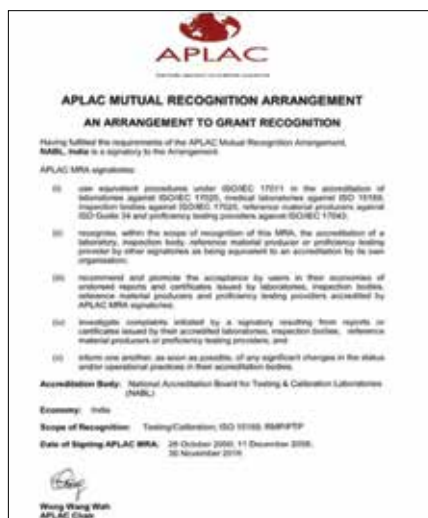 APLAC
APLAC MUTUAL RECOGNITION ARRANGEMENT
AN ARRANGEMENT TO GRANT RECOGNITION
Having fulfilled the requirements of the APLAC Mutual Recognition Arrangement,
NABL, India is a signatory to the Arrangement.
APLAC MRA signatories:
(i) use equivalent procedures under ISO/IEC 17011 in the accreditation of
laboratories against ISO/IEC 17025, medical laboratories against ISO 15189,
inspection bodies against ISO/IEC 17020, reference material producers against
ISO Guide 34 and proficiency testing providers against ISO/IEC 17043;
(ii) recognise, within the scope of recognition of this MRA, the accreditation of a
laboratory, inspection body, reference material producer or proficiency testing
provider by other signatories as being equivalent to an accreditation by its own
organisation;
(iii) recommend and promote the acceptance by users in their economies of
endorsed reports and certificates issued by laboratories, inspection bodies,
reference material producers and proficiency testing providers accredited by
APLAC MRA signatories;
(iv) investigate complaints initiated by a signatory resulting from reports or
certificates issued by their accredited laboratories, inspection bodies, reference
material producers or proficiency testing providers; and
(v) inform one another, as soon as possible, of any significant changes in the status
and/or operational practices in their accreditation bodies.
Accreditation Body: National Accreditation Board for Testing & Calibration Laboratories
(NABL)
Economy: India
Scope of Recognition: Testing/Calibration; ISO 15189; RMP/PTP
Date of Signing APLAC MRA: October 2000; 11 December 2008;
30 November 2016
Wong Wang Wah
APLAC Chair